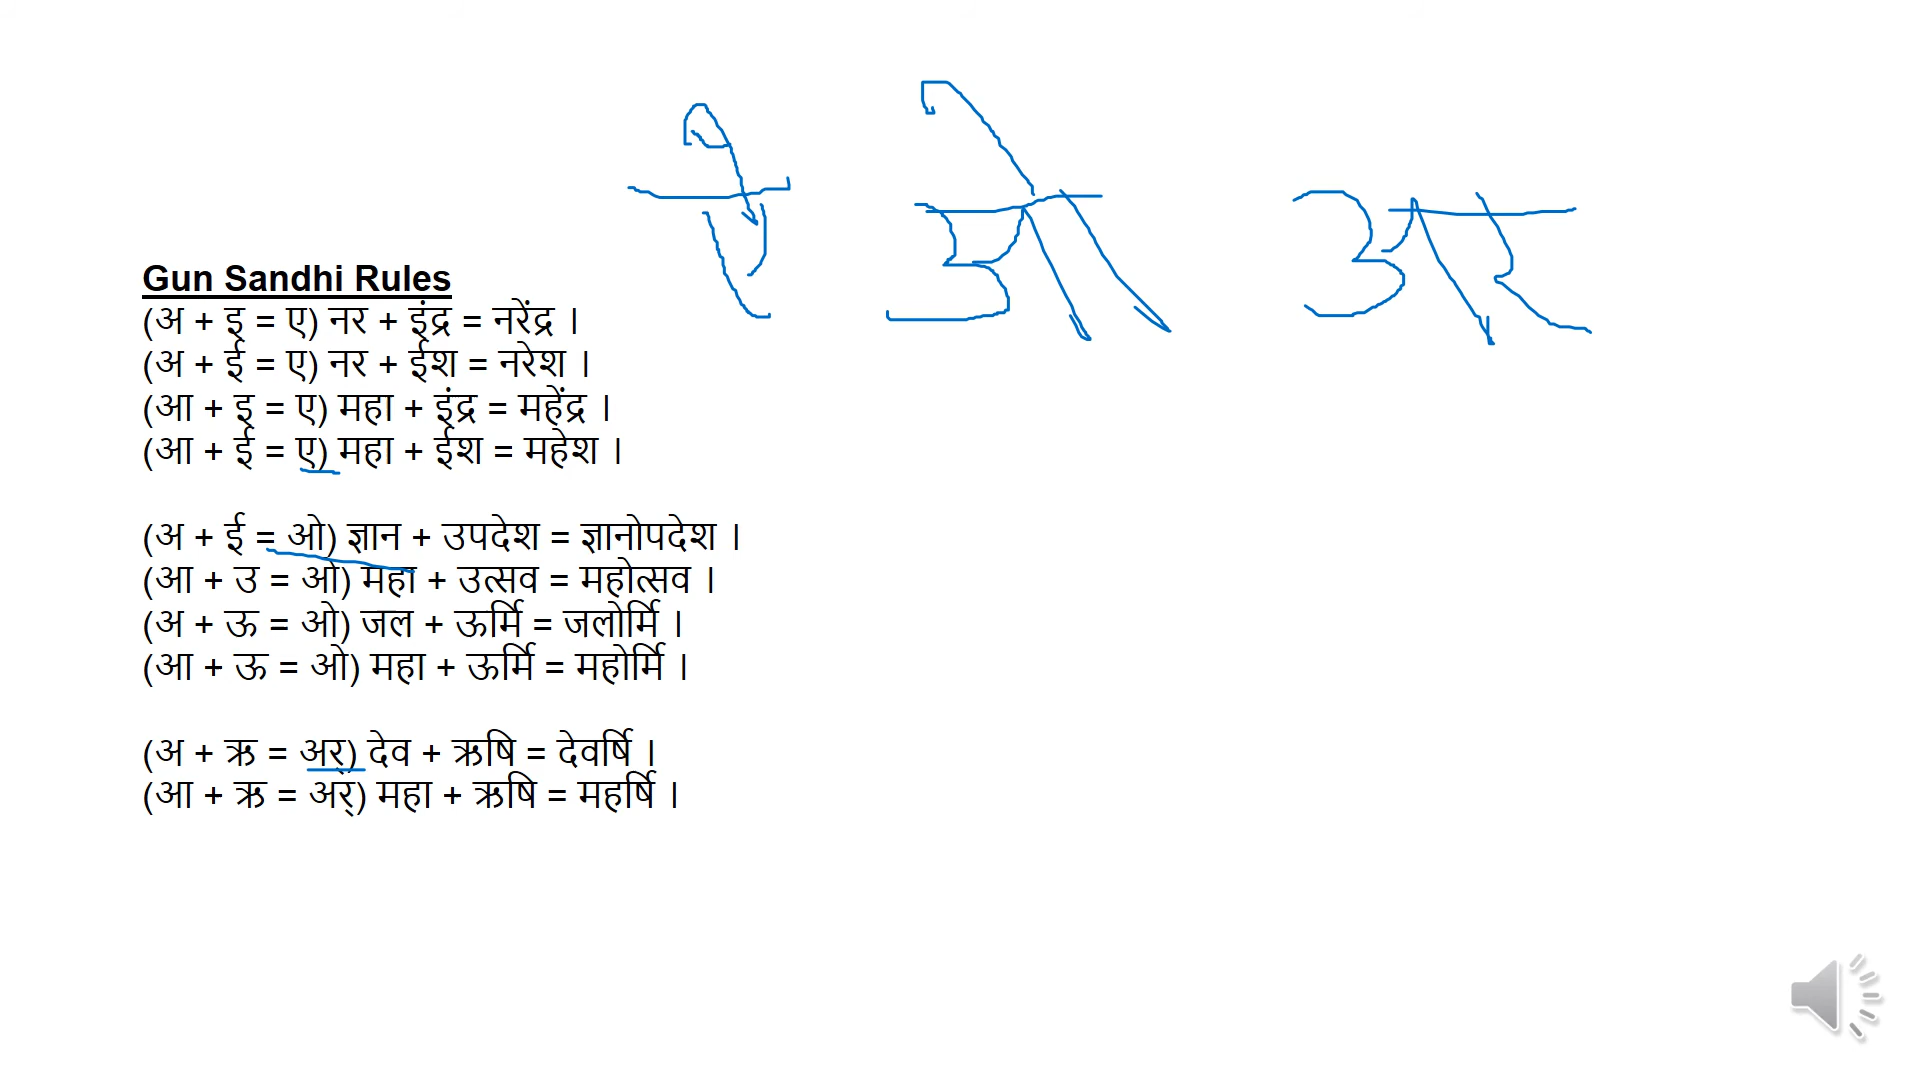 ऐ ओ अर
Gun Sandhi Rules
(अ + इ = ए) नर + इंद्र = नरेंद्र ।
(अ + ई = ए) नर + ईश = नरेश ।
(आ + इ = ए) महा + इंद्र = महेंद्र ।
(आ + ई = ए) महा + ईश = महेश ।
(अ + ई = ओ) ज्ञान + उपदेश = ज्ञानोपदेश ।
(आ + उ = ओ) महा + उत्सव = महोत्सव ।
(अ + ऊ = ओ) जल + ऊर्मि = जलोर्मि ।
(आ + ऊ = ओ) महा + ऊर्मि = महोर्मि ।
(अ + ऋ = अर्) देव + ऋषि = देवर्षि ।
(आ + ऋ = अर्) महा + ऋषि = महर्षि ।